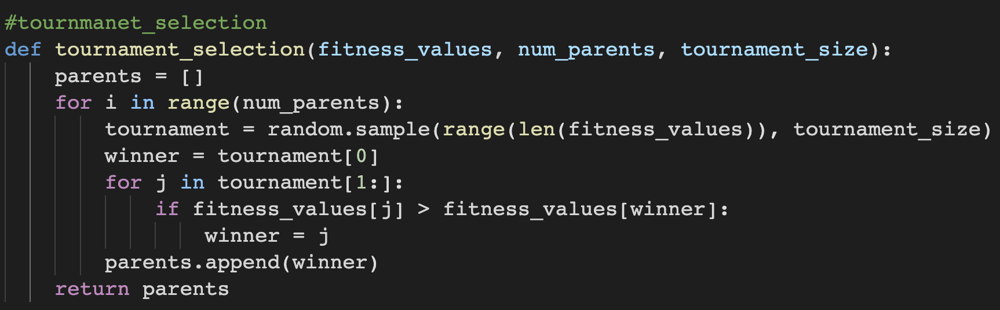 #tournmanet_selection
def tournament_selection(fitness_values, num_parents, tournament_size):
    parents = []
    for i in range(num_parents):
        tournament = random.sample(range(len(fitness_values)), tournament_size)
        winner = tournament[0]
        for j in tournament[1:]:
            if fitness_values[j] > fitness_values[winner]:
                winner = j
        parents.append(winner)
    return parents